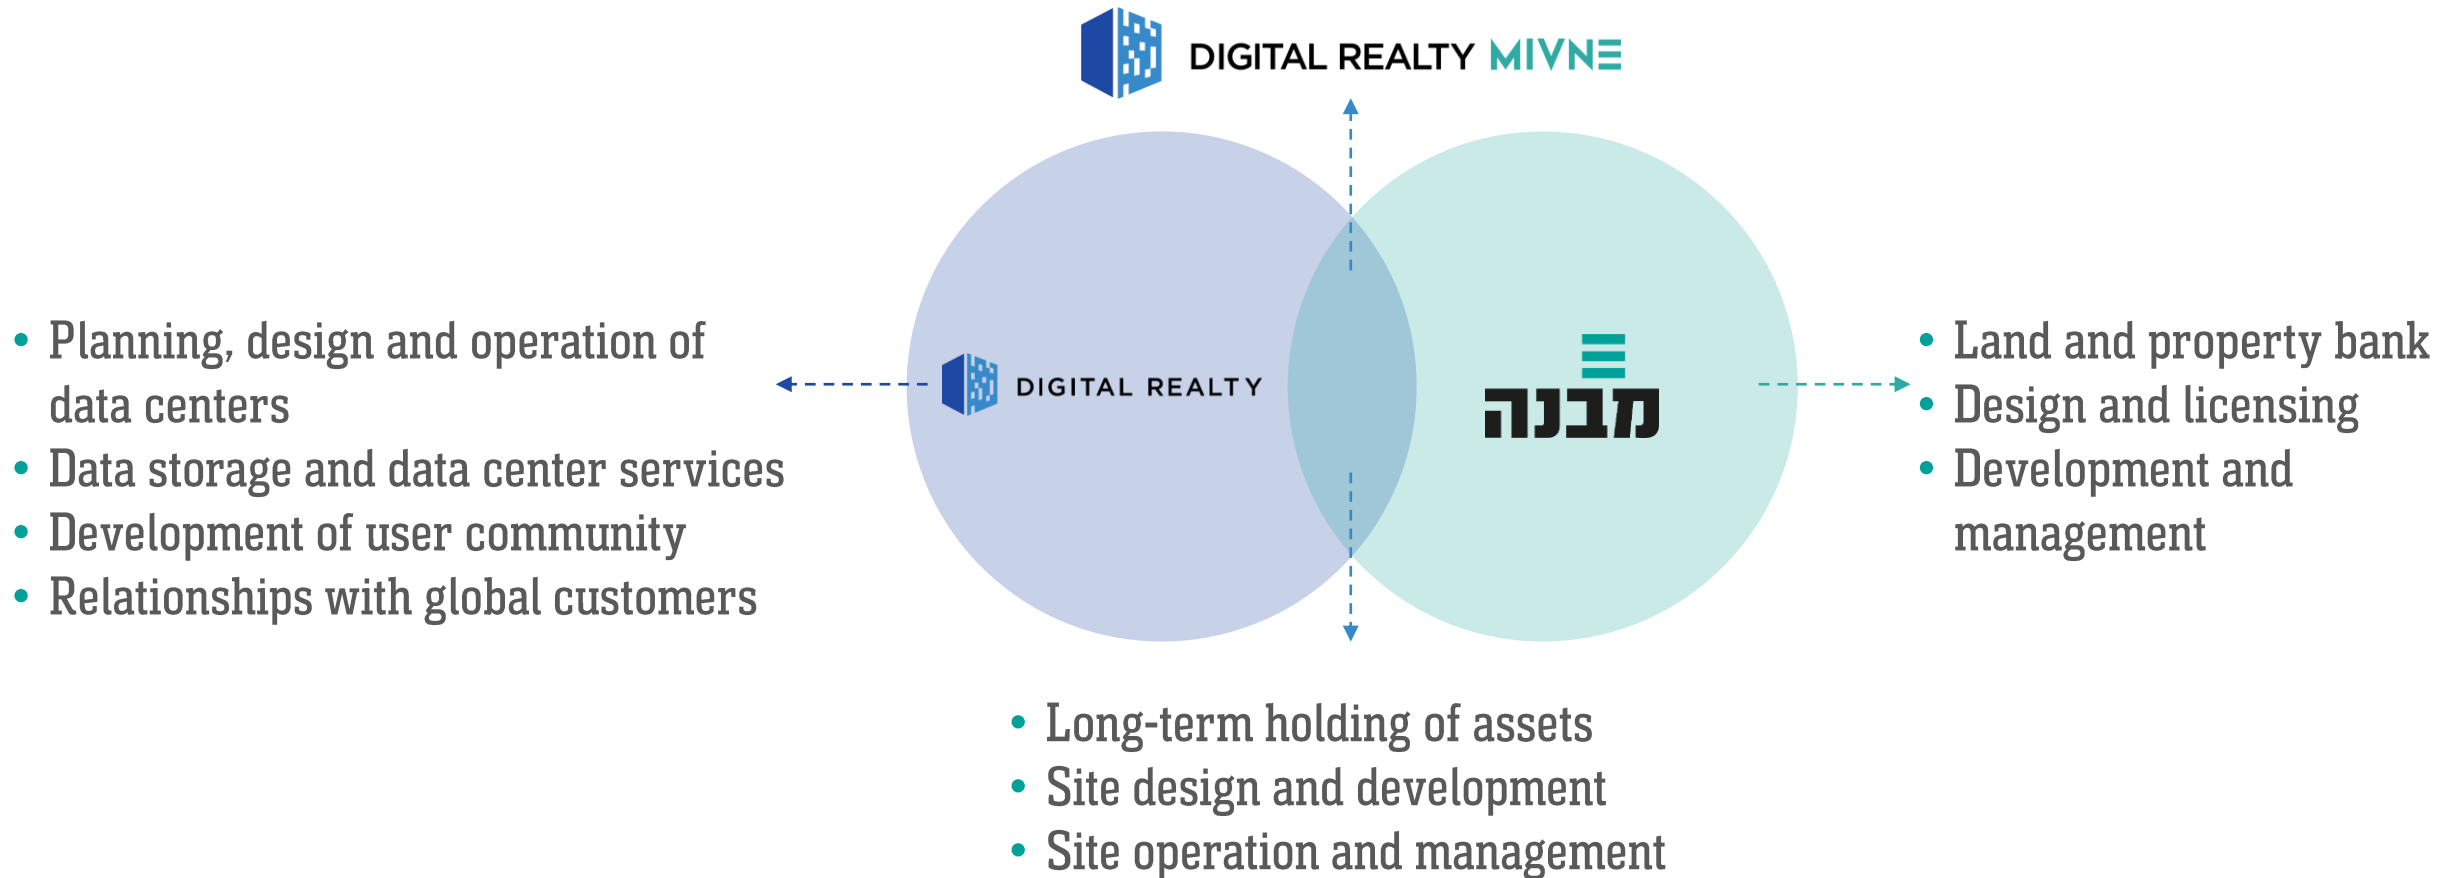 DIGITAL REALTY MIVNE
• Planning, design and operation of
data centers
• Data storage and data center services
• Development of user community
• Relationships with global customers
DIGITAL REALTY
מבנה
• Land and property bank
• Design and licensing
• Development and
management
• Long-term holding of assets
• Site design and development
• Site operation and management